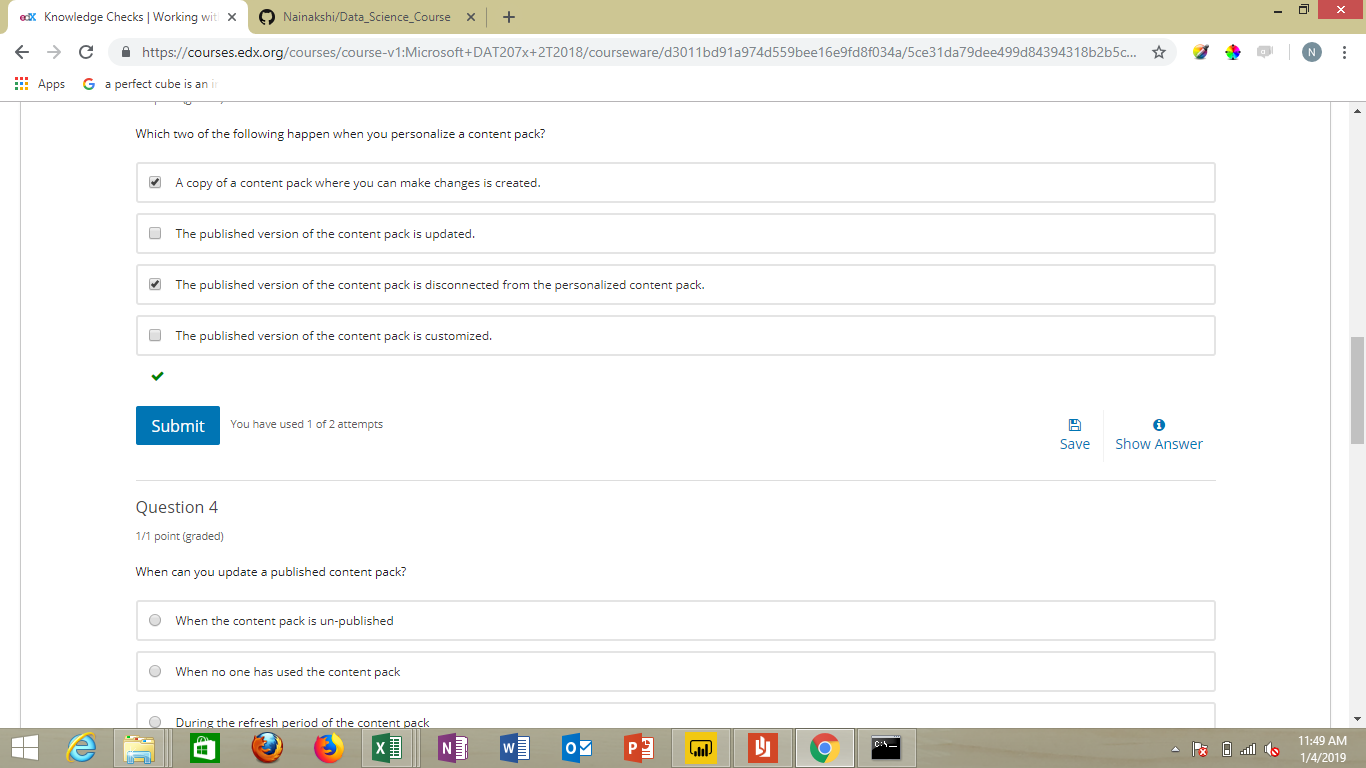 edX Knowledge Checks | Working wit
Nainakshi/Data_Science_Course
https://courses.edx.org/courses/course-v1:Microsoft+DAT207x+2T2018/courseware/d3011bd91a974d559bee16e9fd8f034a/5ce31da79dee499d84394318b2b5c...
N
Apps
G a perfect cube is an i
Which two of the following happen when you personalize a content pack?
A copy of a content pack where you can make changes is created.
The published version of the content pack is updated.
The published version of the content pack is disconnected from the personalized content pack.
The published version of the content pack is customized.
Submit
You have used 1 of 2 attempts
Save
Show Answer
Question 4
1/1 point (graded)
When can you update a published content pack?
When the content pack is un-published
When no one has used the content pack
During the refresh period of the content pack
11:49 AM
1/4/2019